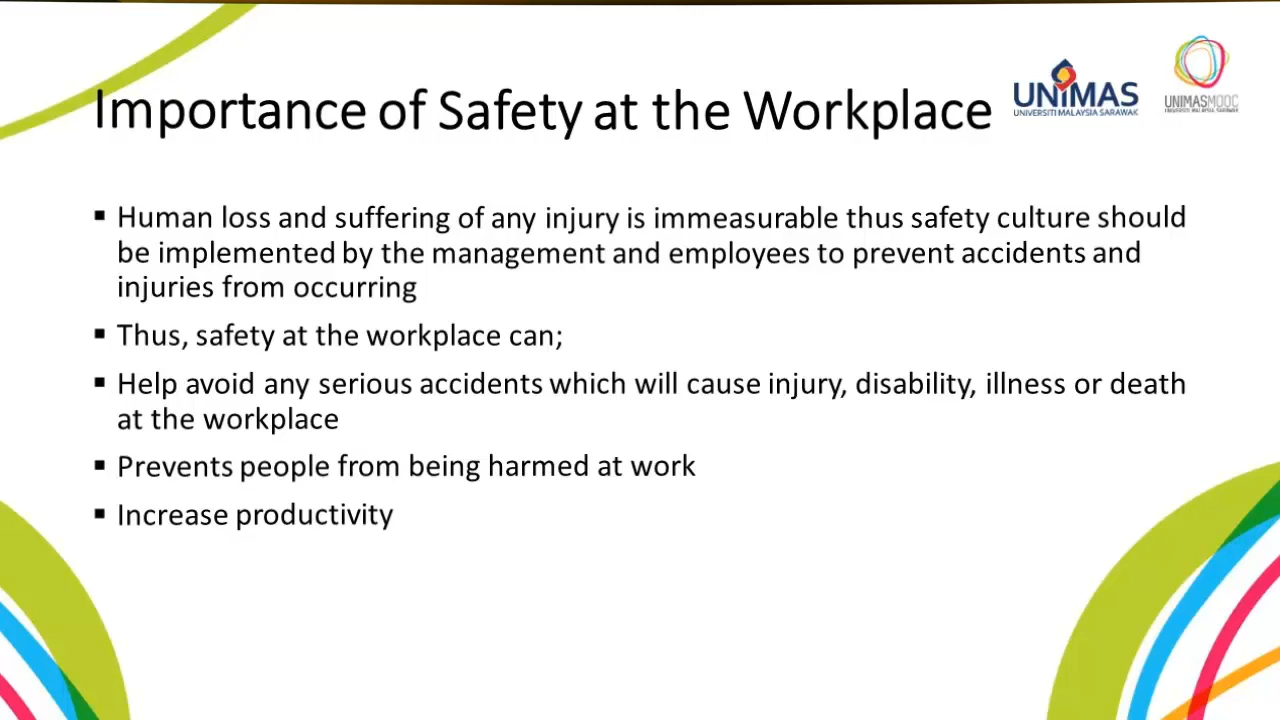 Importance of Safety at the Workplace
UNIMAS
UNIVERSITI MALAYSIA SARAWAK
UNIMASMOOC
UNIVERSITI MALAYSIA SARAWAK
▪ Human loss and suffering of any injury is immeasurable thus safety culture should
be implemented by the management and employees to prevent accidents and
injuries from occurring
▪ Thus, safety at the workplace can;
▪ Help avoid any serious accidents which will cause injury, disability, illness or death
at the workplace
▪ Prevents people from being harmed at work
▪ Increase productivity